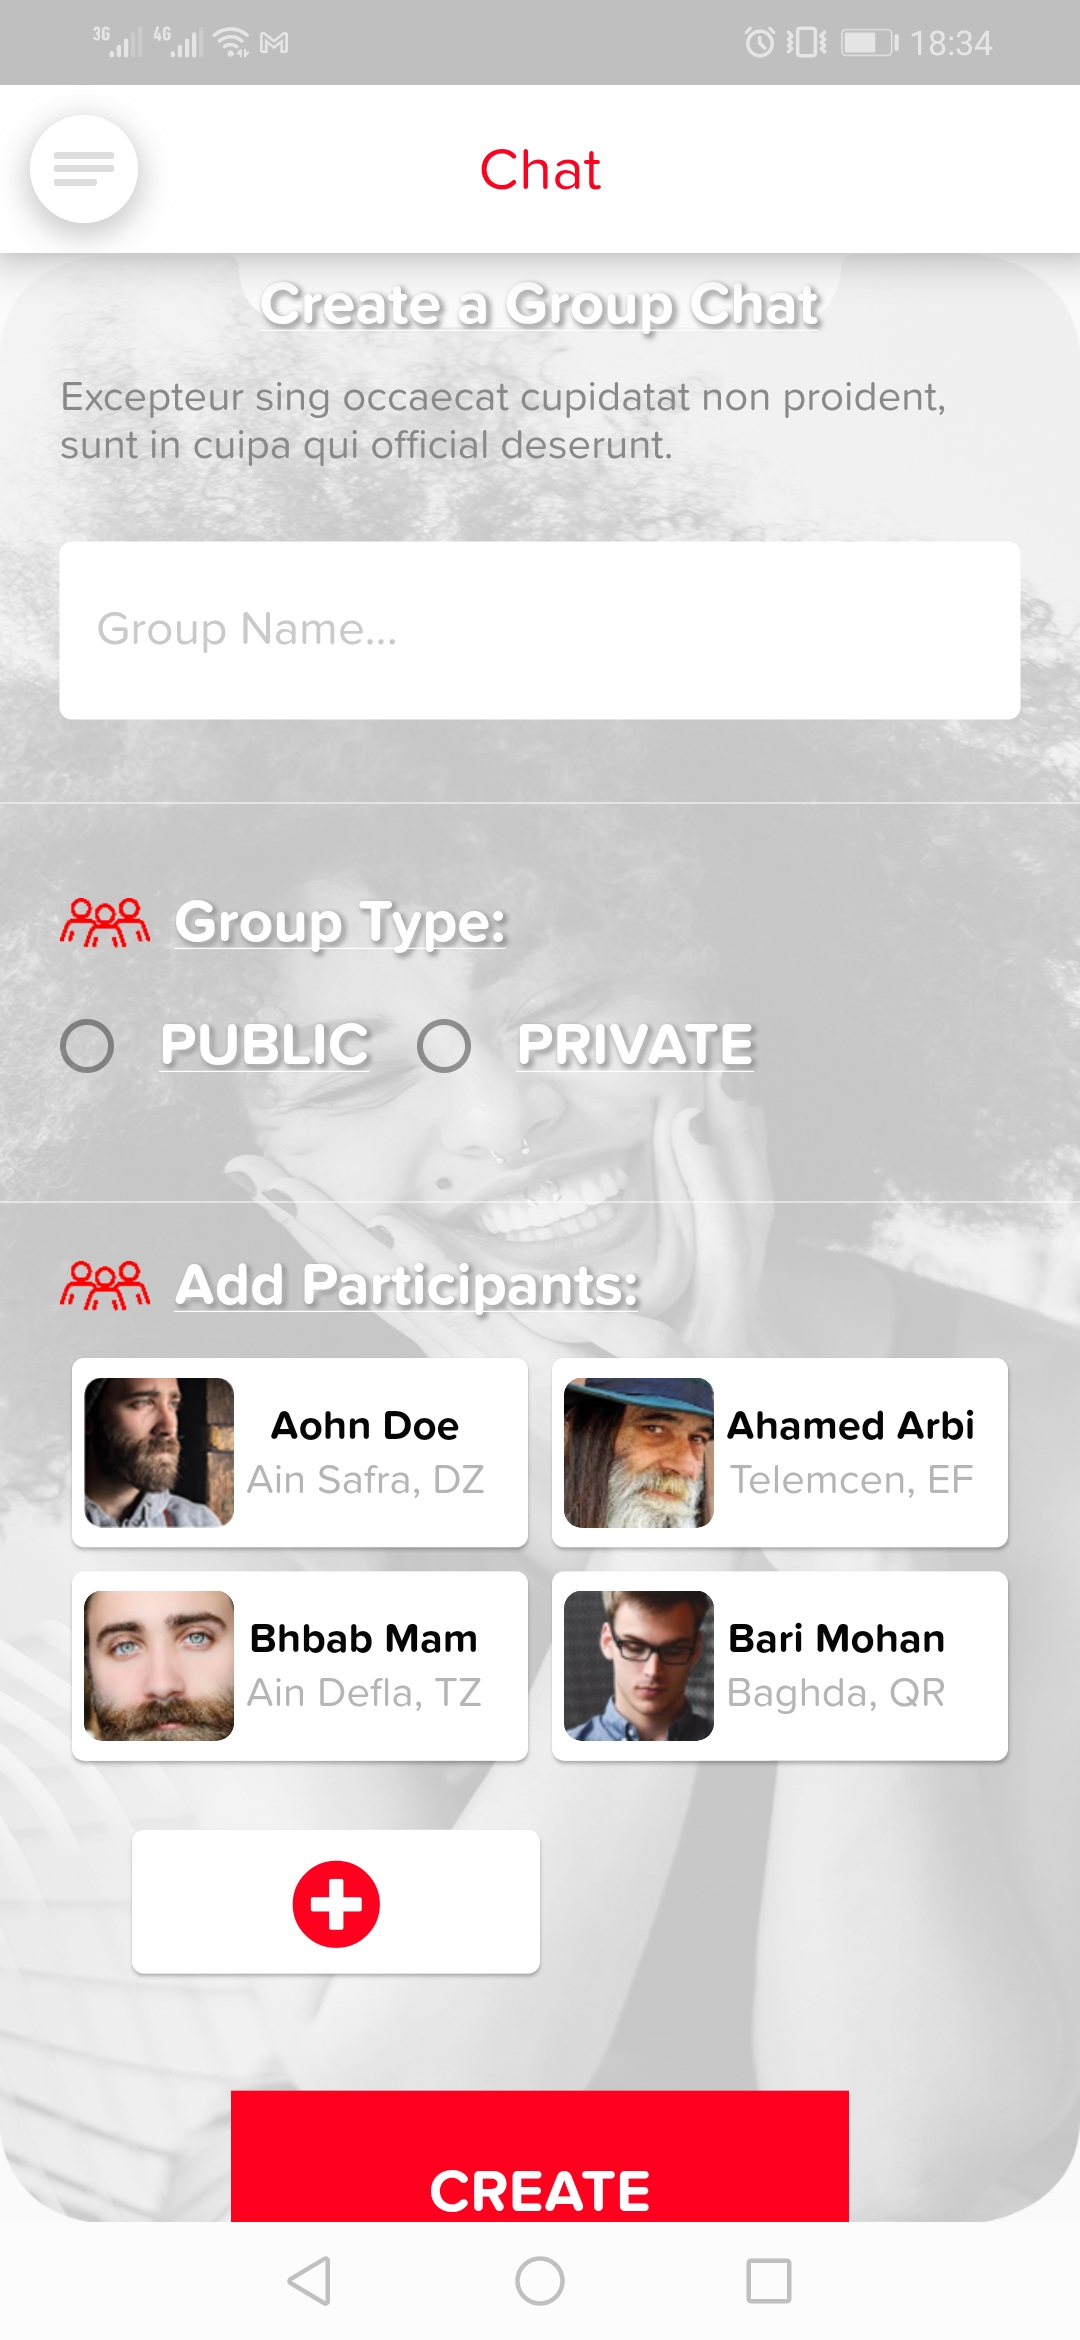 3G 4G 18:34
Chat
Create a Group Chat
Excepteur sing occaecat cupidatat non proident,
sunt in cuipa qui official deserunt.
Group Name...
Group Type:
PUBLIC PRIVATE
Add Participants:
Aohn Doe
Ain Safra, DZ
Ahamed Arbi
Telemcen, EF
Bhbab Mam
Ain Defla, TZ
Bari Mohan
Baghda, QR
CREATE